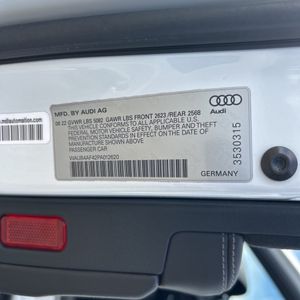 MFD. BY AUDI AG
08 22 GVWR LBS 5082 GAWR LBS FRONT 2623 /REAR 2568
THIS VEHICLE CONFORMS TO ALL APPLICABLE U.S.
FEDERAL MOTOR VEHICLE SAFETY, BUMPER AND THEFT
PREVENTION STANDARDS IN EFFECT ON THE DATE OF
MANUFACTURE SHOWN ABOVE.
PASSENGER CAR
Audi
3530315
GERMANY